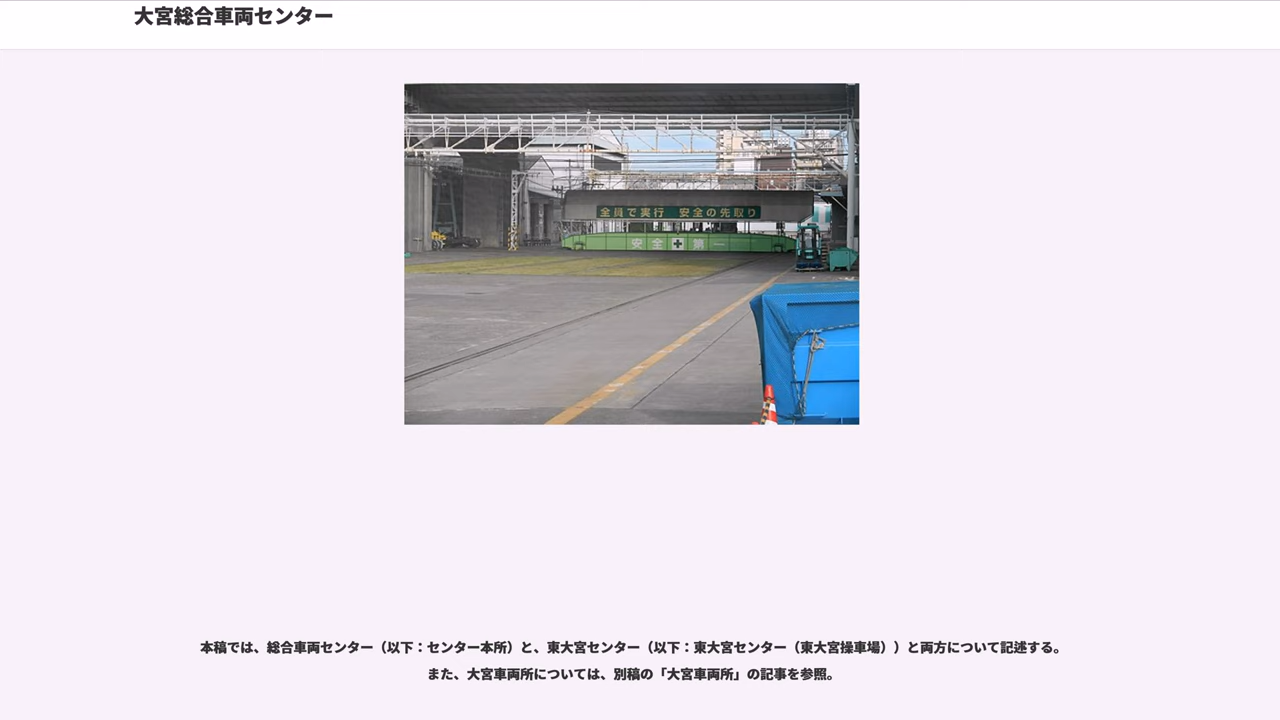 大宮総合車両センター
全員で実行 安全の先取り
安全✚第一
本稿では、総合車両センター（以下：センター本所）と、東大宮センター（以下：東大宮センター（東大宮操車場））と両方について記述する。
また、大宮車両所については、別稿の「大宮車両所」の記事を参照。